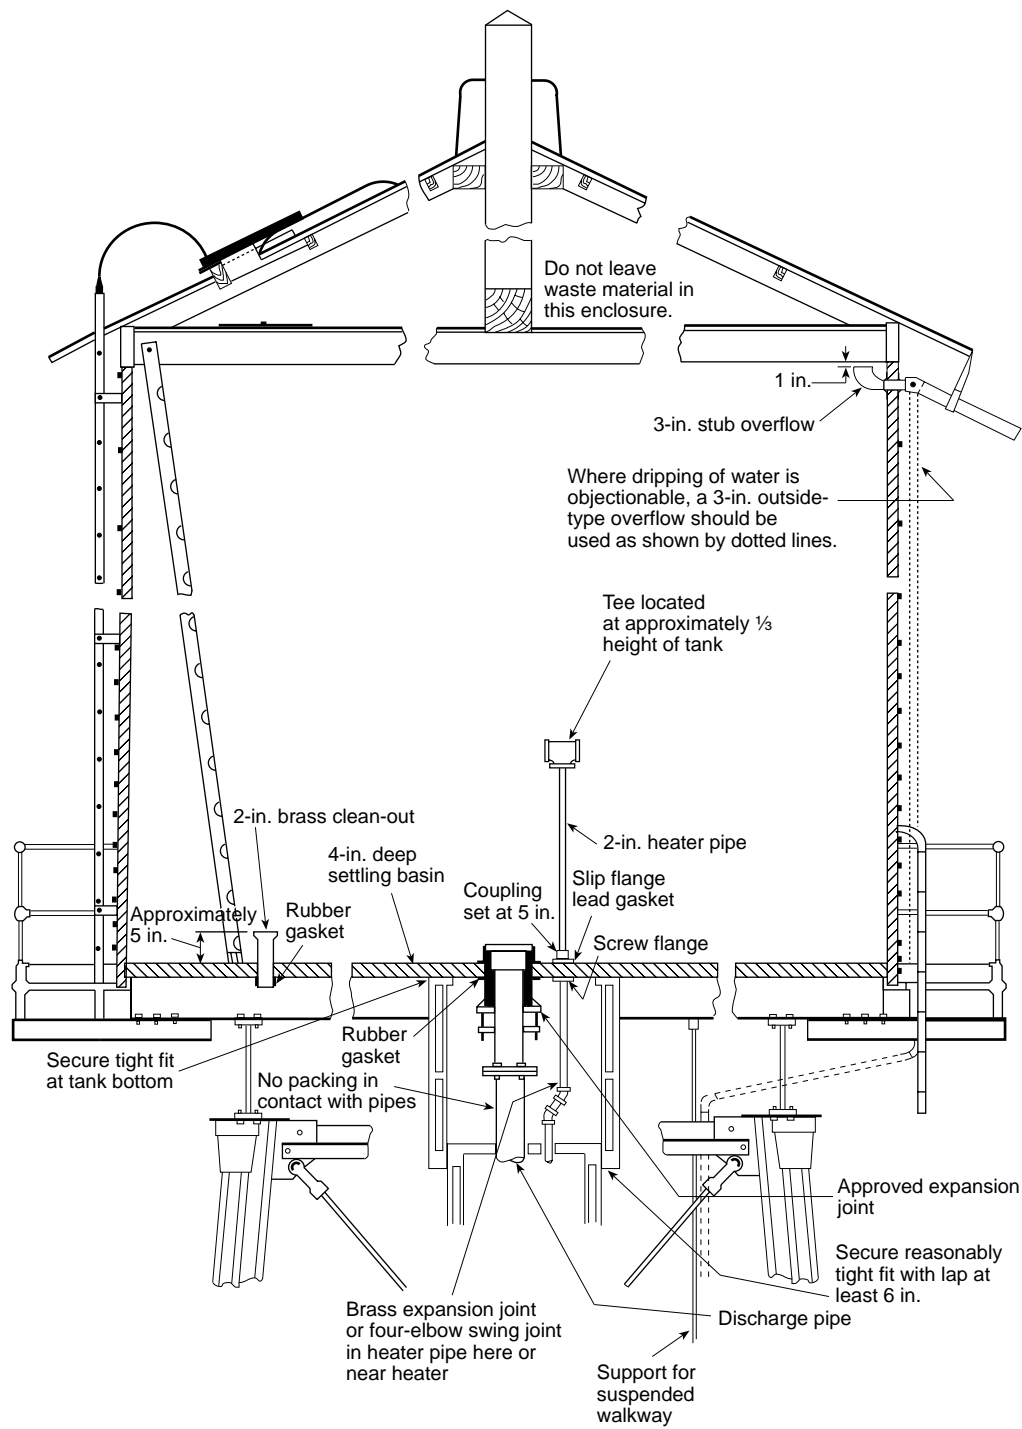 Do not leave
waste material in
this enclosure.
1 in.
3-in. stub overflow
Where dripping of water is
objectionable, a 3-in. outside-
type overflow should be
used as shown by dotted lines.
Tee located
at approximately ⅓
height of tank
2-in. brass clean-out
2-in. heater pipe
4-in. deep
settling basin
Coupling
set at 5 in.
Slip flange
lead gasket
Approximately
5 in.
Rubber
gasket
Screw flange
Rubber
gasket
Secure tight fit
at tank bottom
No packing in
contact with pipes
Approved expansion
joint
Secure reasonably
tight fit with lap at
least 6 in.
Brass expansion joint
or four-elbow swing joint
in heater pipe here or
near heater
Discharge pipe
Support for
suspended
walkway